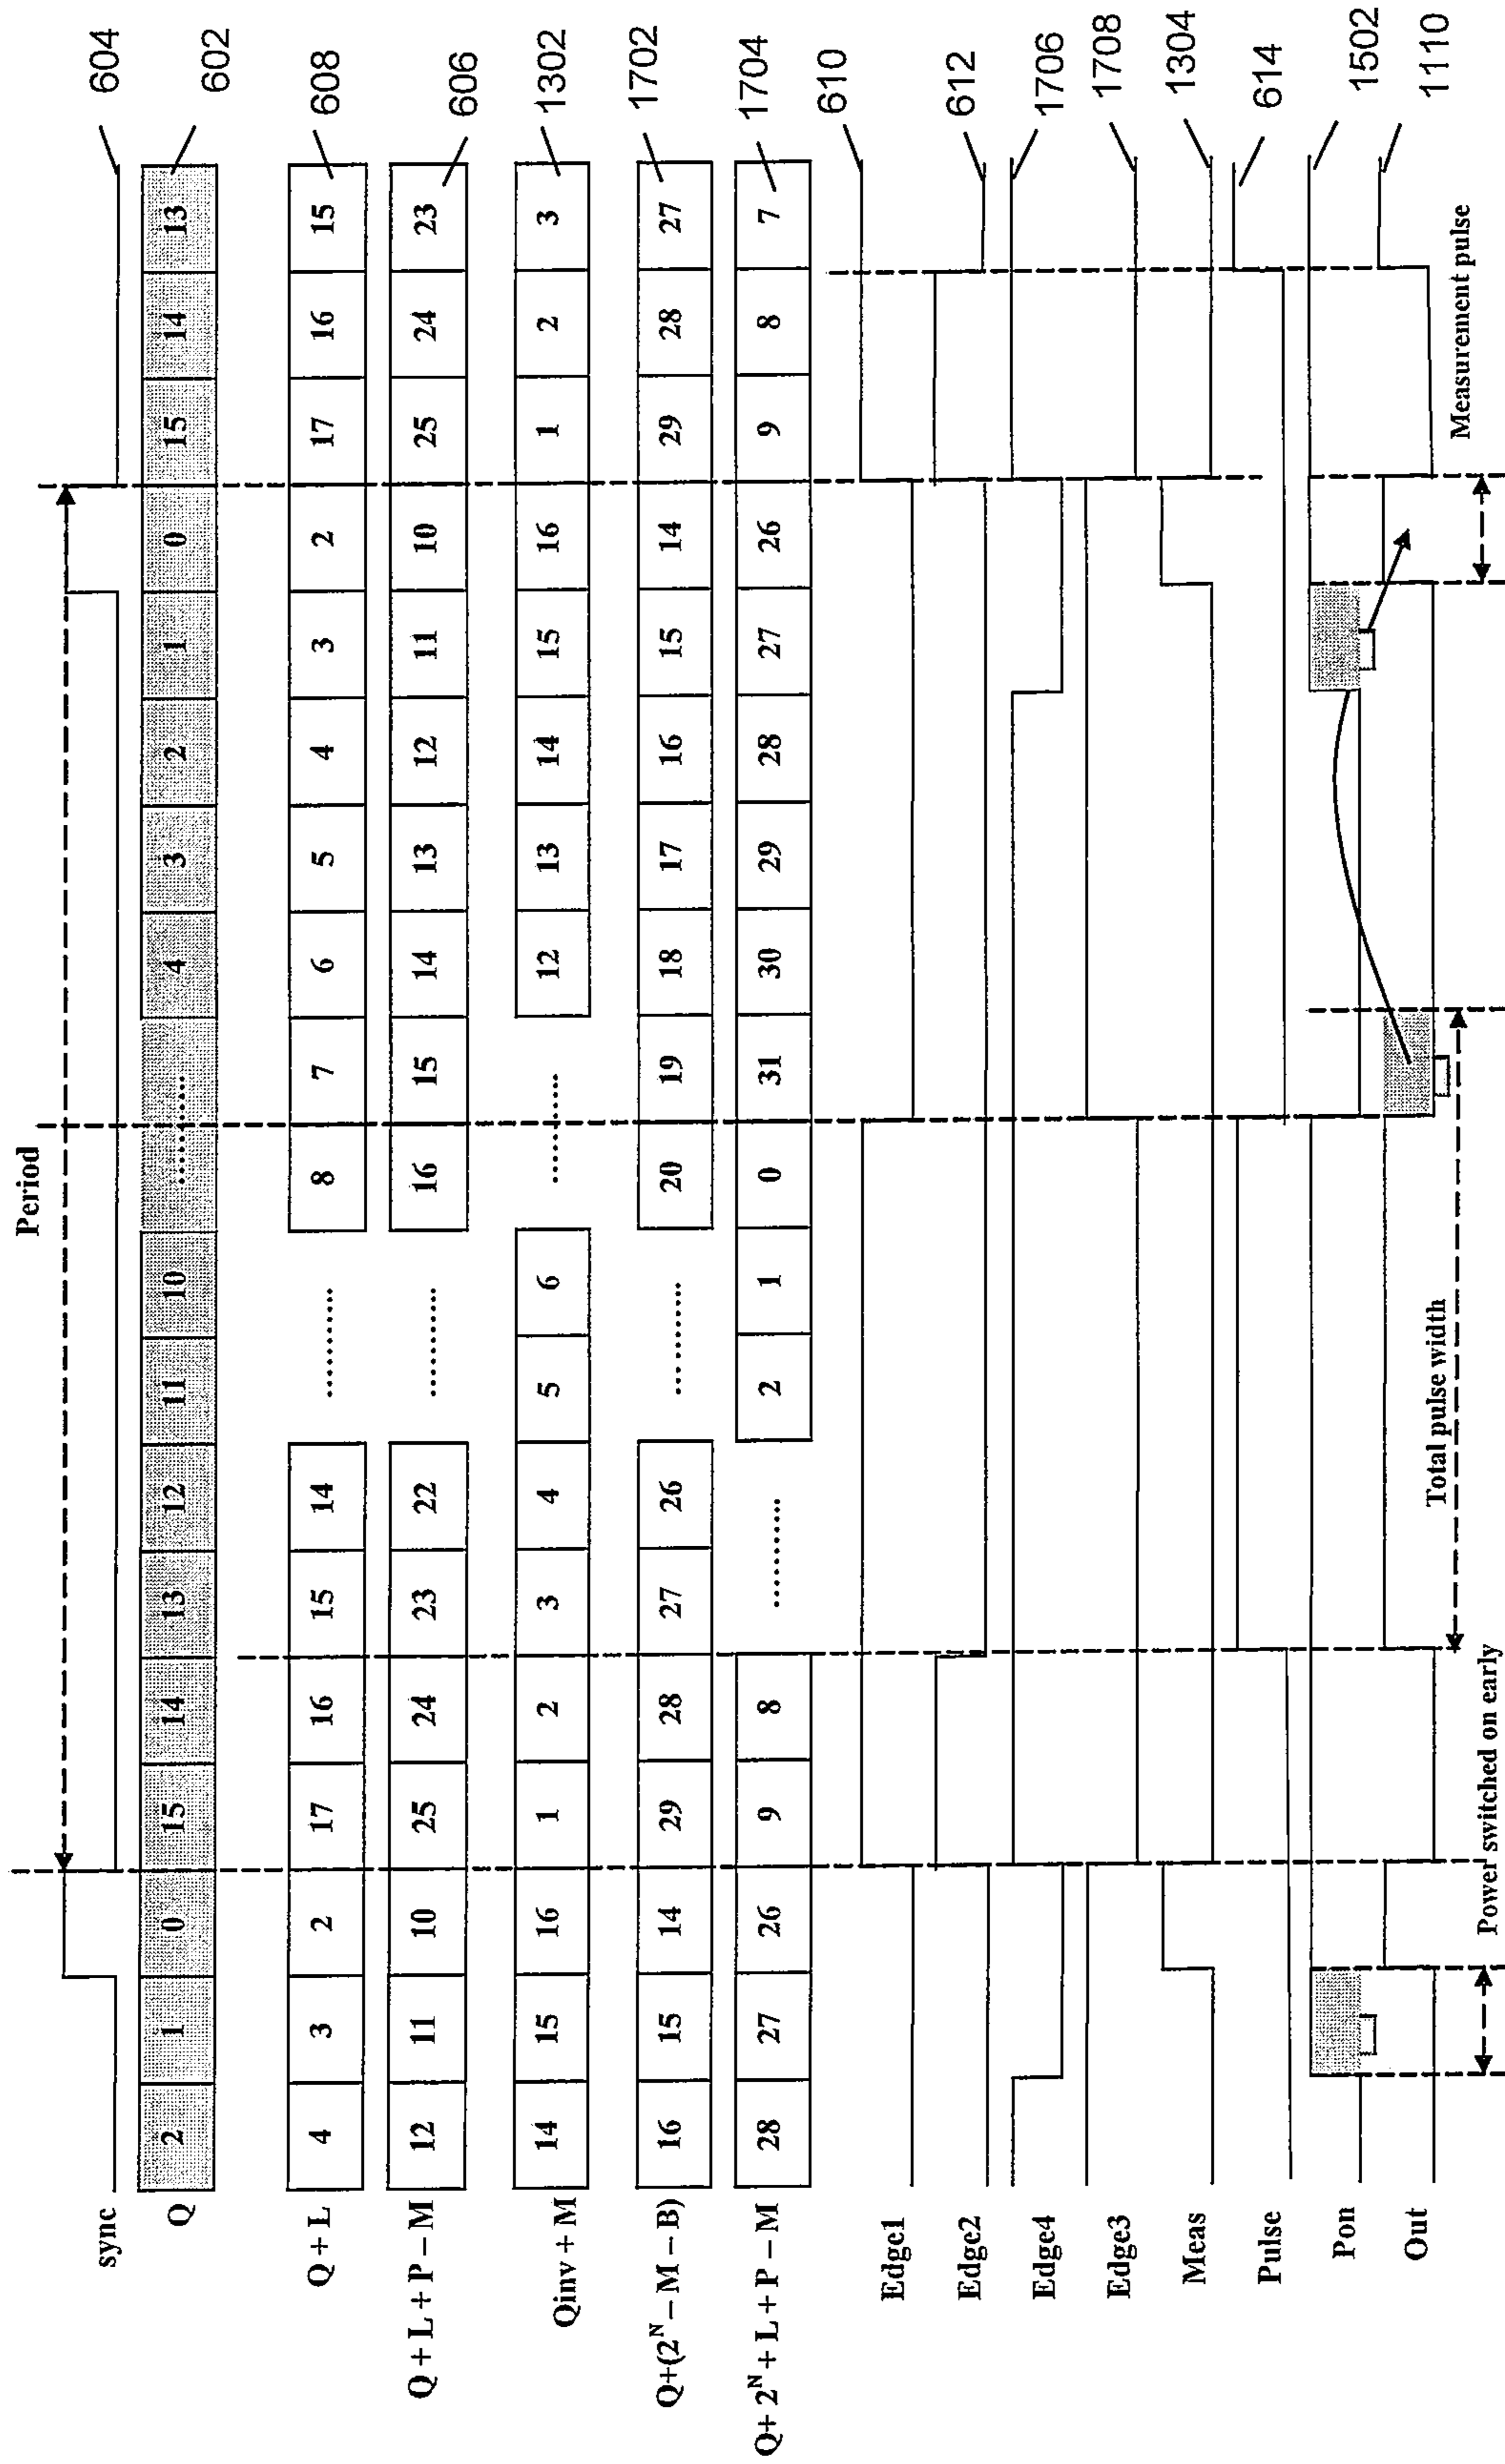 Period
sync 604
Q 2 1 0 15 14 13 12 11 10 .......... 4 3 2 1 0 15 14 13 602
Q + L 4 3 2 17 16 15 14 .......... 8 7 6 5 4 3 2 17 16 15 608
Q + L + P – M 12 11 10 25 24 23 22 .......... 16 15 14 13 12 11 10 25 24 23 606
Qinv + M 14 15 16 1 2 3 4 5 6 .......... 12 13 14 15 16 1 2 3 1302
Q+(2^N – M – B) 16 15 14 29 28 27 26 .......... 20 19 18 17 16 15 14 29 28 27 1702
Q+ 2^N + L + P – M 28 27 26 9 8 .......... 2 1 0 31 30 29 28 27 26 9 8 7 1704
Edge1 610
Edge2 612
Edge4 1706
Edge3 1708
Meas 1304
Pulse 614
Pon 1502
Out 1110
Total pulse width
Measurement pulse
Power switched on early